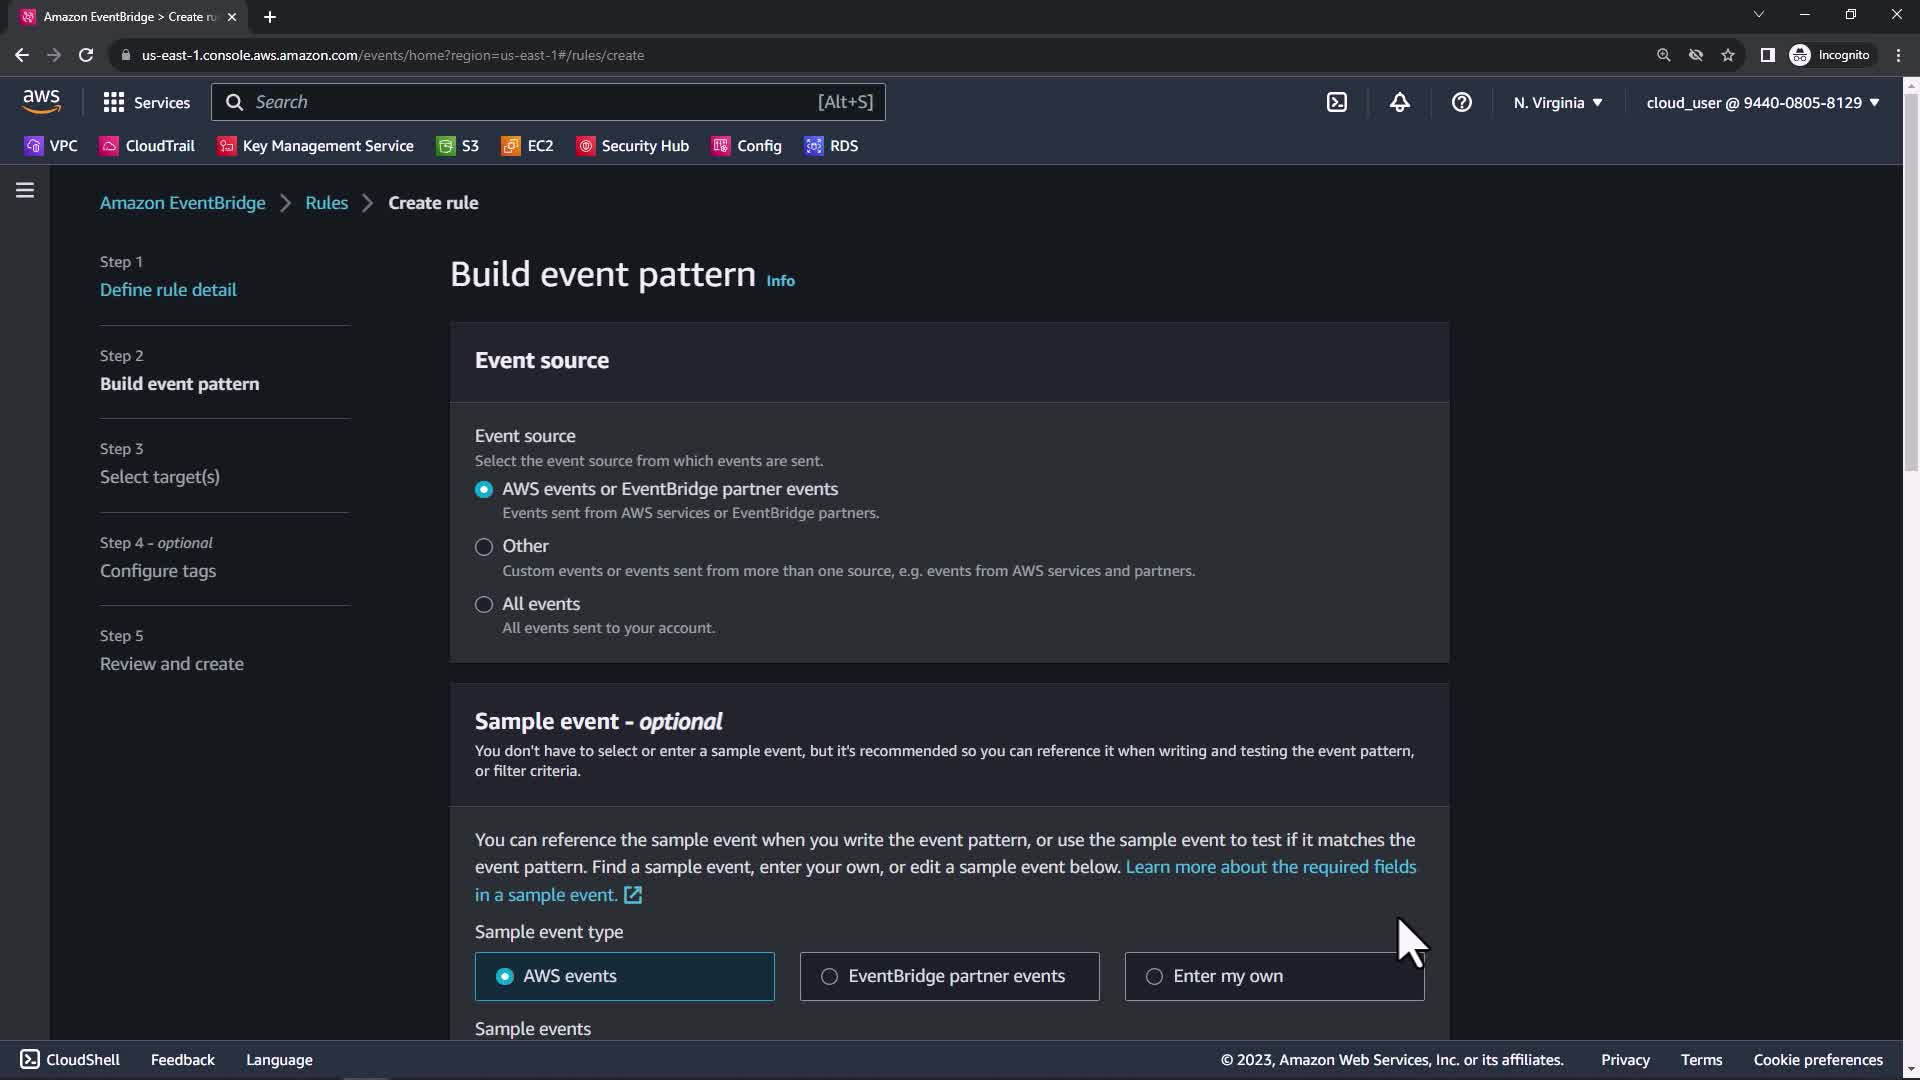 Amazon EventBridge > Create ru
us-east-1.console.aws.amazon.com/events/home?region=us-east-1#/rules/create
Incognito
aws
Services
Search
[Alt+S]
N. Virginia
cloud_user @ 9440-0805-8129
VPC
CloudTrail
Key Management Service
S3
EC2
Security Hub
Config
RDS
Amazon EventBridge
Rules
Create rule
Step 1
Define rule detail
Step 2
Build event pattern
Step 3
Select target(s)
Step 4 - optional
Configure tags
Step 5
Review and create
Build event pattern Info
Event source
Event source
Select the event source from which events are sent.
AWS events or EventBridge partner events
Events sent from AWS services or EventBridge partners.
Other
Custom events or events sent from more than one source, e.g. events from AWS services and partners.
All events
All events sent to your account.
Sample event - optional
You don't have to select or enter a sample event, but it's recommended so you can reference it when writing and testing the event pattern,
or filter criteria.
You can reference the sample event when you write the event pattern, or use the sample event to test if it matches the
event pattern. Find a sample event, enter your own, or edit a sample event below. Learn more about the required fields
in a sample event.
Sample event type
AWS events
EventBridge partner events
Enter my own
Sample events
CloudShell
Feedback
Language
© 2023, Amazon Web Services, Inc. or its affiliates.
Privacy
Terms
Cookie preferences